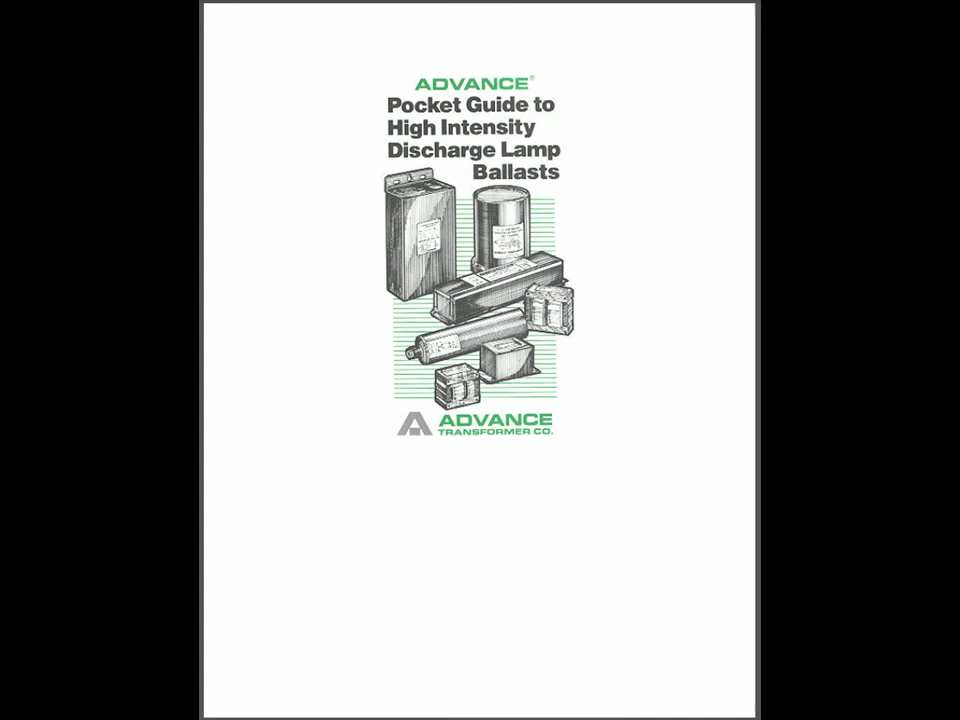 ADVANCE®
Pocket Guide to
High Intensity
Discharge Lamp
Ballasts
ADVANCE
TRANSFORMER CO.